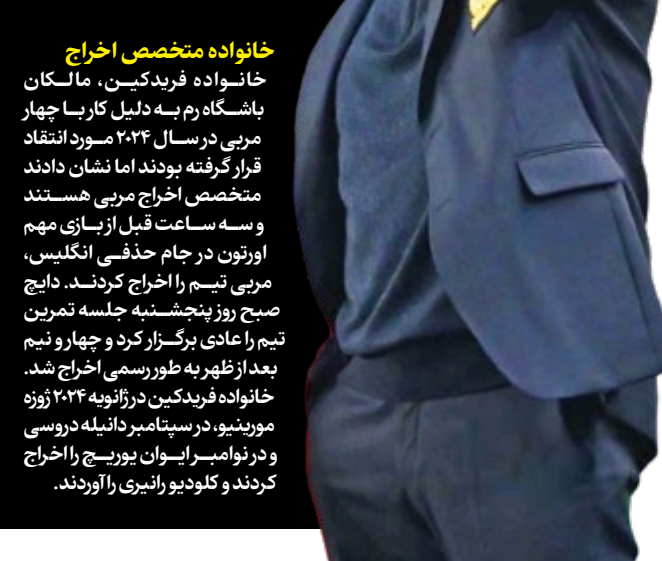 خانواده متخصص اخراج
خانواده فریدکین، مالکان
باشگاه رم به دلیل کار با چهار
مربی در سال ۲۰۲۴ مورد انتقاد
قرار گرفته بودند اما نشان دادند
متخصص اخراج مربی هستند
و سه ساعت قبل از بازی مهم
اورتون در جام حذفی انگلیس،
مربی تیم را اخراج کردند. دایچ
صبح روز پنجشنبه جلسه تمرین
تیم را عادی برگزار کرد و چهار و نیم
بعد از ظهر به طور رسمی اخراج شد.
خانواده فریدکین در ژانویه ۲۰۲۴ ژوزه
مورینیو، در سپتامبر دانیله دروسی
و در نوامبر ایوان یوریچ را اخراج
کردند و کلودیو رانیری را آوردند.